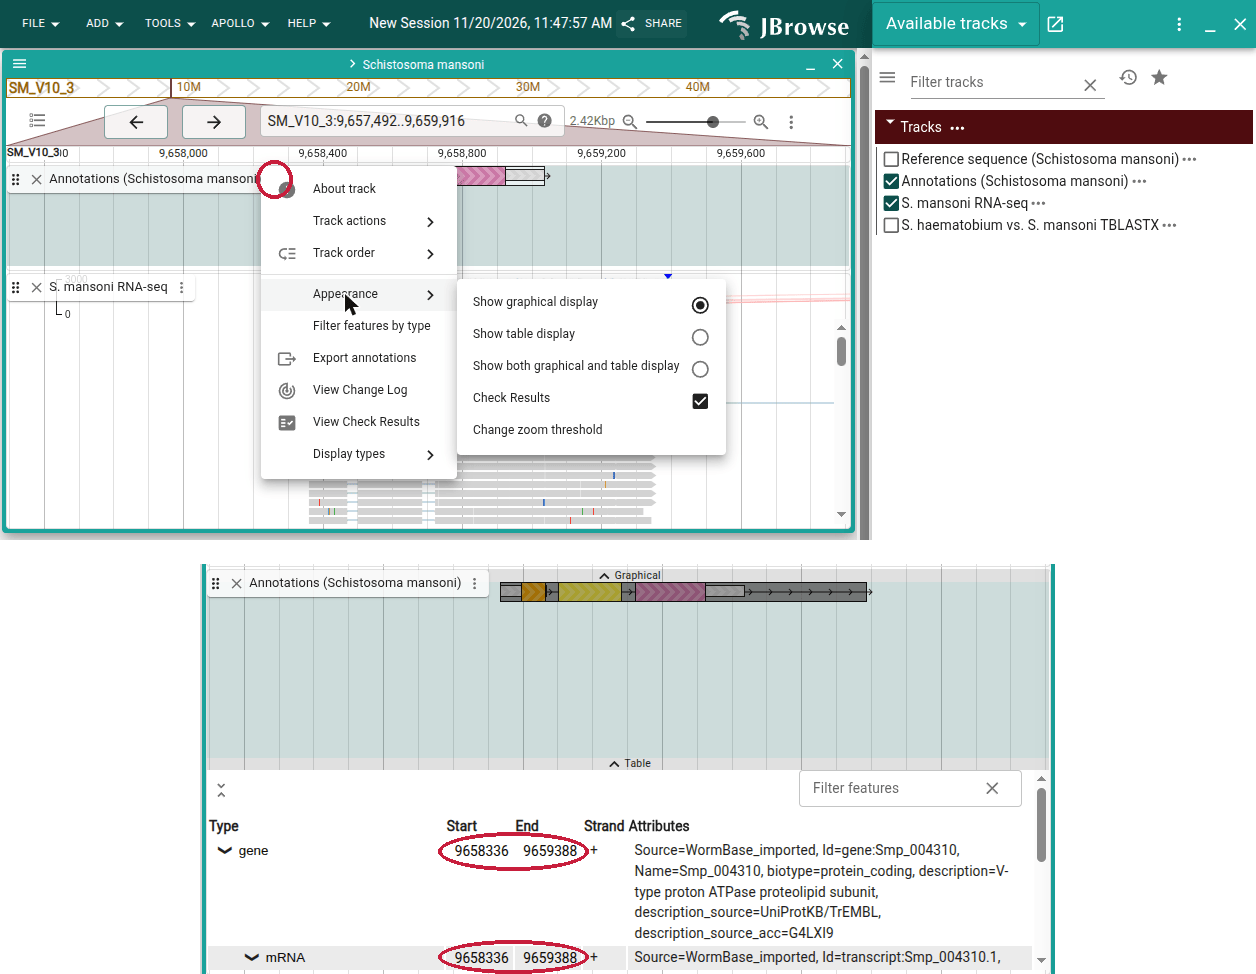 FILE ADD TOOLS APOLLO HELP New Session 11/20/2026, 11:47:57 AM SHARE JBrowse
Available tracks
Schistosoma mansoni
SM_V10_3 10M 20M 30M 40M
SM_V10_3:9,657,492..9,659,916 2.42Kbp
SM_V10_3 9,658,000 9,658,400 9,658,800 9,659,200 9,659,600
Annotations (Schistosoma mansoni)
3000
S. mansoni RNA-seq
0
About track
Track actions
Track order
Appearance
Filter features by type
Export annotations
View Change Log
View Check Results
Display types
Show graphical display
Show table display
Show both graphical and table display
Check Results
Change zoom threshold
Filter tracks
Tracks
Reference sequence (Schistosoma mansoni)
Annotations (Schistosoma mansoni)
S. mansoni RNA-seq
S. haematobium vs. S. mansoni TBLASTX
Annotations (Schistosoma mansoni)
Graphical
Table
Filter features
Type Start End Strand Attributes
gene 9658336 9659388 + Source=WormBase_imported, Id=gene:Smp_004310,
Name=Smp_004310, biotype=protein_coding, description=V-
type proton ATPase proteolipid subunit,
description_source=UniProtKB/TrEMBL,
description_source_acc=G4LXI9
mRNA 9658336 9659388 + Source=WormBase_imported, Id=transcript:Smp_004310.1,